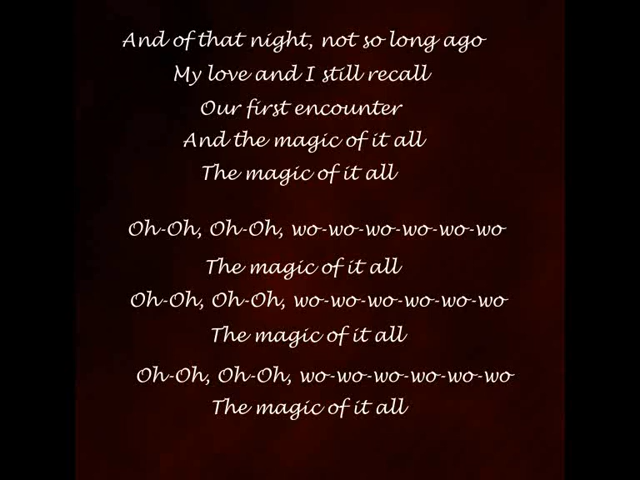 And of that night, not so long ago
My love and I still recall
Our first encounter
And the magic of it all
The magic of it all
Oh-Oh, Oh-Oh, wo-wo-wo-wo-wo-wo
The magic of it all
Oh-Oh, Oh-Oh, wo-wo-wo-wo-wo-wo
The magic of it all
Oh-Oh, Oh-Oh, wo-wo-wo-wo-wo-wo
The magic of it all